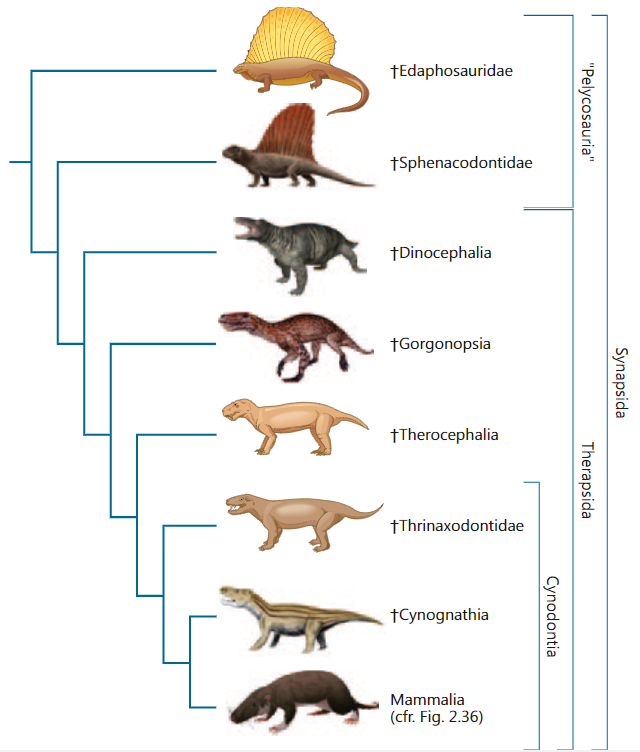 †Edaphosauridae
"Pelycosauria"
†Sphenacodontidae
†Dinocephalia
†Gorgonopsia
Synapsida
†Therocephalia
Therapsida
†Thrinaxodontidae
Cynodontia
†Cynognathia
Mammalia
(cfr. Fig. 2.36)